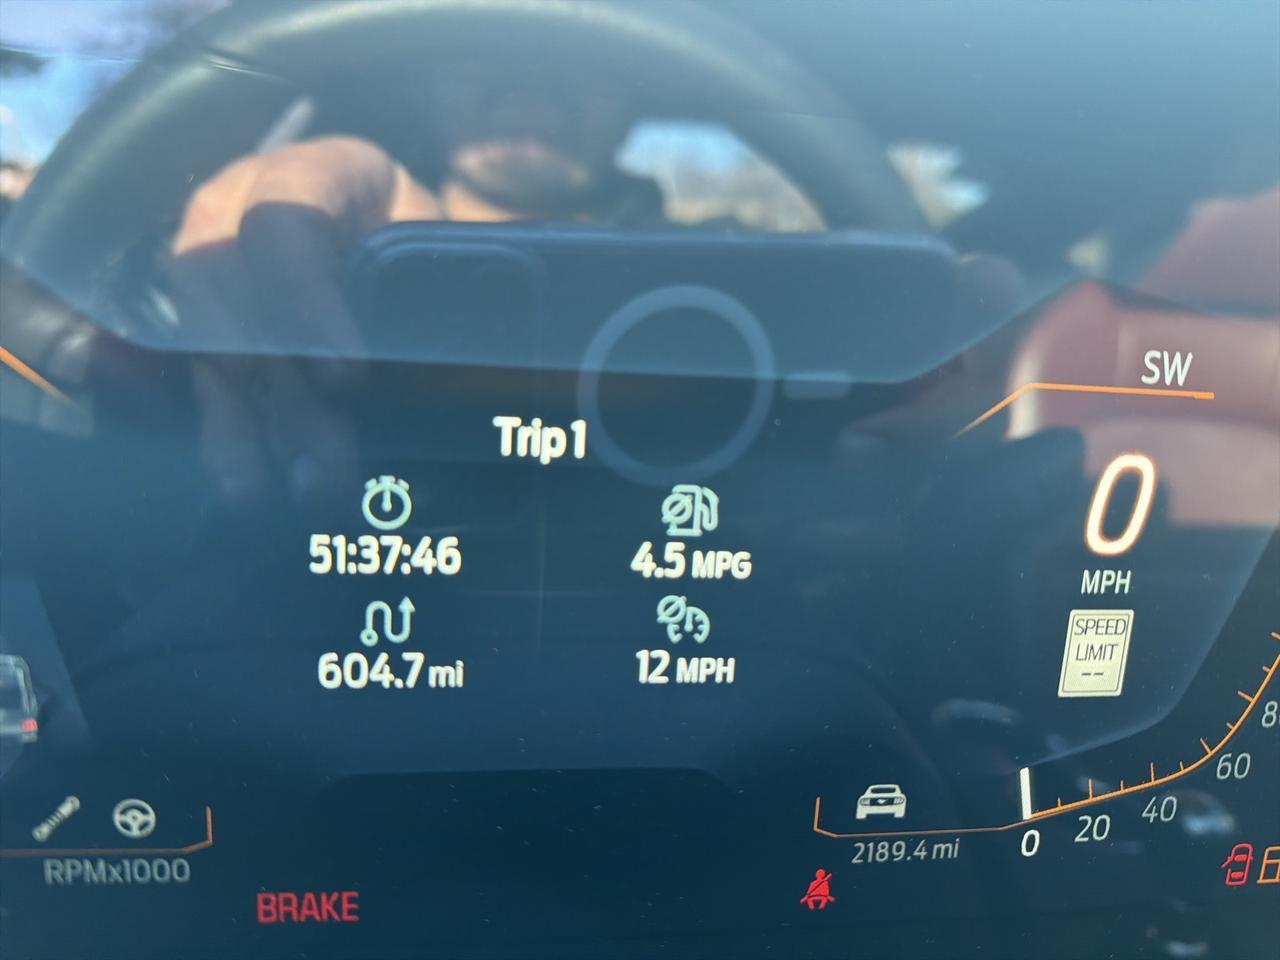 SW
Trip 1
51:37:46
4.5 MPG
604.7 mi
12 MPH
0
MPH
SPEED
LIMIT
--
RPMx1000
2189.4 mi
0 20 40 60
BRAKE